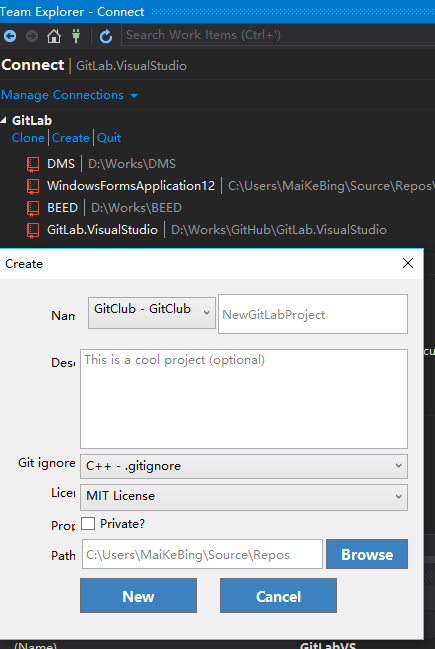 Team Explorer - Connect
Search Work Items (Ctrl+')
Connect | GitLab.VisualStudio
Manage Connections
GitLab
Clone | Create | Quit
DMS | D:\Works\DMS
WindowsFormsApplication12 | C:\Users\MaiKeBing\Source\Repos\
BEED | D:\Works\BEED
GitLab.VisualStudio | D:\Works\GitHub\GitLab.VisualStudio
Create
Nam GitClub - GitClub NewGitLabProject
cu
Desc This is a cool project (optional)
Git ignore C++ - .gitignore
Licen MIT License
Prop Private?
Path C:\Users\MaiKeBing\Source\Repos Browse
New Cancel
(Name) GitLabVS